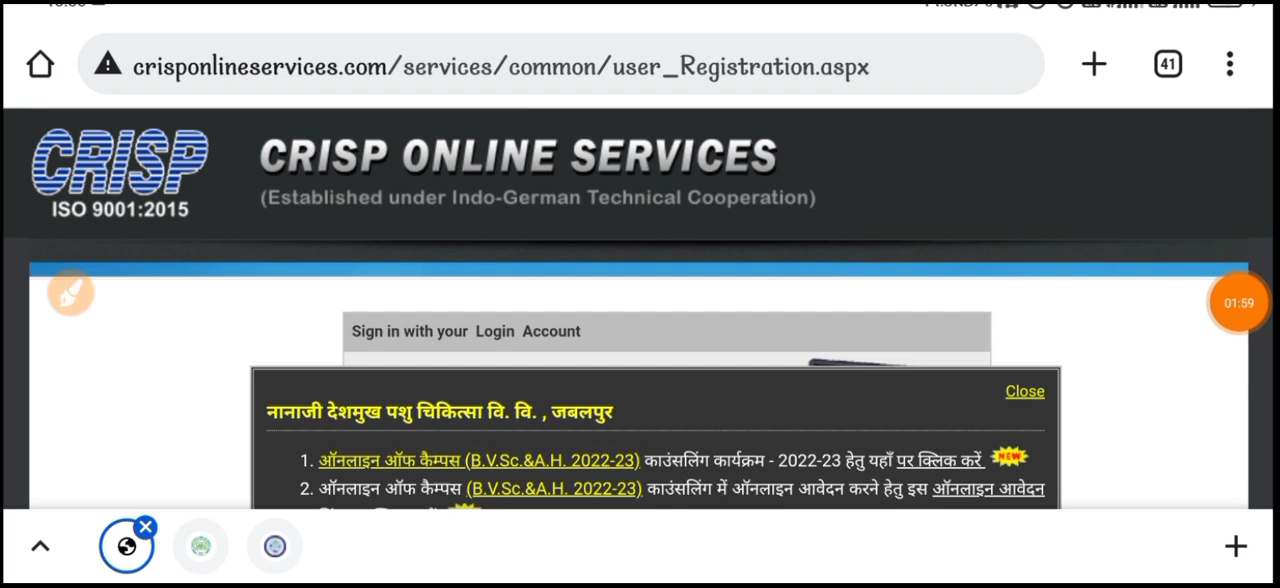 crisponlineservices.com/services/common/user_Registration.aspx
41
CRISP
ISO 9001:2015
CRISP ONLINE SERVICES
(Established under Indo-German Technical Cooperation)
01:59
Sign in with your Login Account
Close
नानाजी देशमुख पशु चिकित्सा वि. वि. , जबलपुर
1. ऑनलाइन ऑफ कैम्पस (B.V.Sc.&A.H. 2022-23) काउंसलिंग कार्यक्रम - 2022-23 हेतु यहाँ पर क्लिक करें NEW
2. ऑनलाइन ऑफ कैम्पस (B.V.Sc.&A.H. 2022-23) काउंसलिंग में ऑनलाइन आवेदन करने हेतु इस ऑनलाइन आवेदन